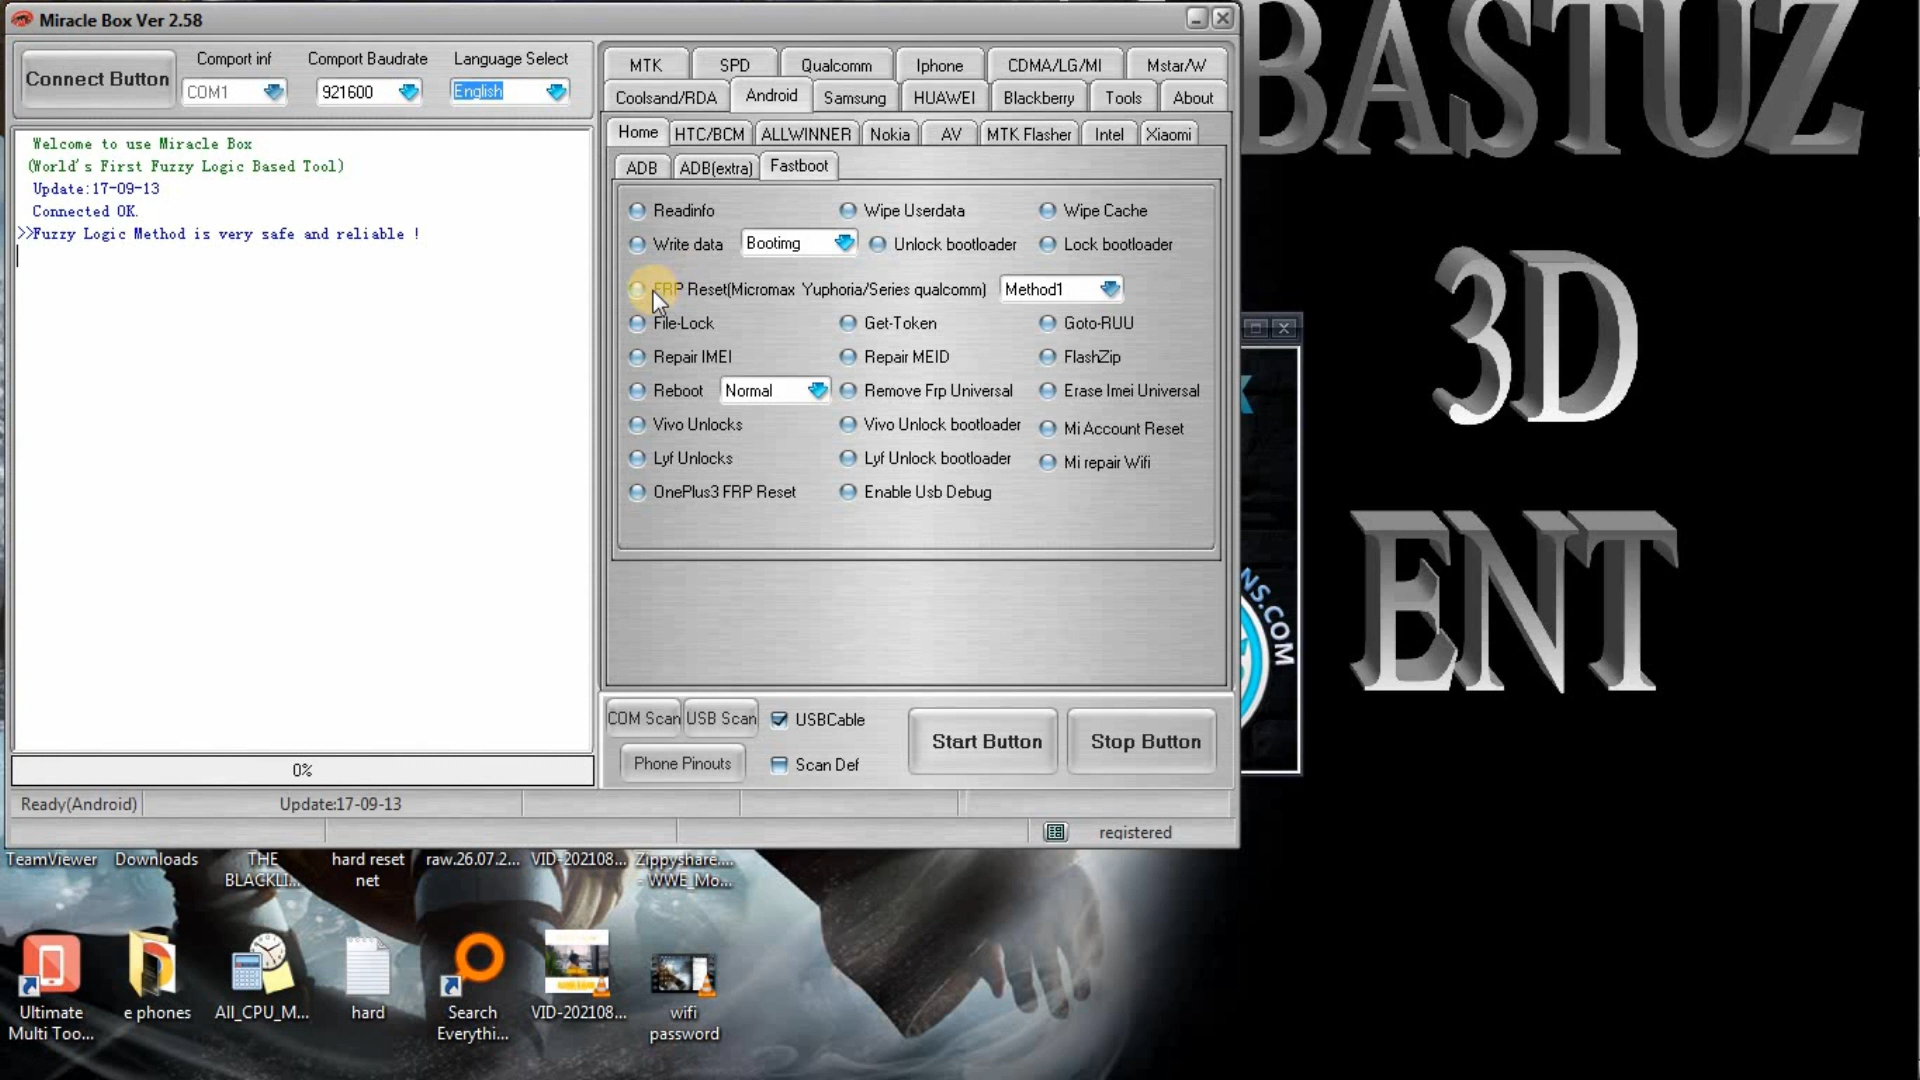 Miracle Box Ver 2.58
Connect Button
Comport inf
Comport Baudrate
Language Select
COM1
921600
English
MTK
SPD
Qualcomm
Iphone
CDMA/LG/MI
Mstar/W
Coolsand/RDA
Android
Samsung
HUAWEI
Blackberry
Tools
About
Home
HTC/BCM
ALLWINNER
Nokia
AV
MTK Flasher
Intel
Xiaomi
ADB
ADB(extra)
Fastboot
Welcome to use Miracle Box
(World's First Fuzzy Logic Based Tool)
Update:17-09-13
Connected OK.
>>Fuzzy Logic Method is very safe and reliable !
Readinfo
Wipe Userdata
Wipe Cache
Write data
Bootimg
Unlock bootloader
Lock bootloader
FRP Reset(Micromax Yuphoria/Series qualcomm)
Method1
File-Lock
Get-Token
Goto-RUU
Repair IMEI
Repair MEID
FlashZip
Reboot
Normal
Remove Frp Universal
Erase Imei Universal
Vivo Unlocks
Vivo Unlock bootloader
Mi Account Reset
Lyf Unlocks
Lyf Unlock bootloader
Mi repair Wifi
OnePlus3 FRP Reset
Enable Usb Debug
COM Scan
USB Scan
USBCable
Start Button
Stop Button
Phone Pinouts
Scan Def
0%
Ready(Android)
Update:17-09-13
registered
BASTUZ
3D
ENT
NS.COM
TeamViewer
Downloads
THE
BLACKLI...
hard reset
net
raw.26.07.2...
VID-202108...
Zippyshare....
- WWE_Mo...
Ultimate
Multi Too...
e phones
All_CPU_M...
hard
Search
Everythi...
VID-202108...
wifi
password